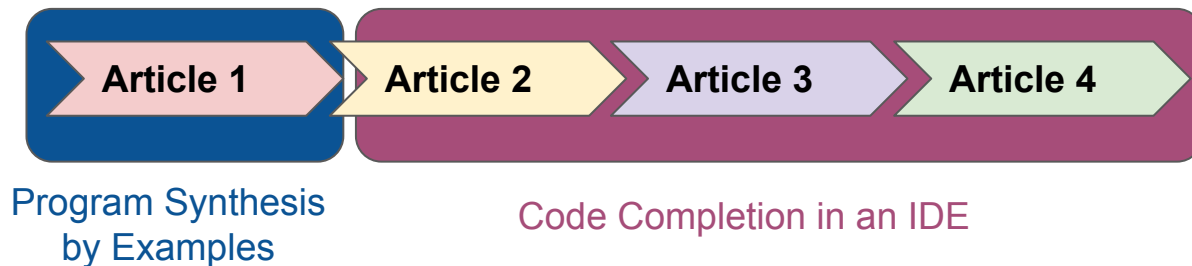 Article 1
Article 2
Article 3
Article 4
Program Synthesis
by Examples
Code Completion in an IDE